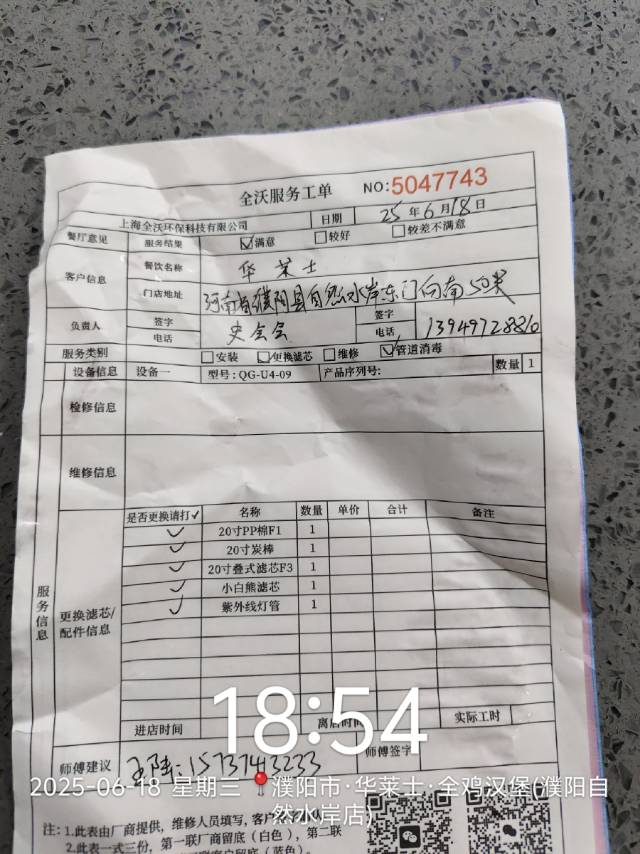 全沃服务工单 NO:5047743
上海全沃环保科技有限公司 日期 25年6月18日
餐厅意见 服务结果 ☑满意 □较好 □较差不满意
客户信息 餐饮名称 华莱士
门店地址 河南省濮阳县自然水岸东门向南50米
负责人 签字 史会会 签字
电话 电话 13949728826
服务类别 □安装 ☑更换滤芯 □维修 ☑管道消毒
设备信息 设备一 型号:QG-U4-09 产品序列号: 数量 1
检修信息
维修信息
服务信息
更换滤芯/配件信息
是否更换请打✓ 名称 数量 单价 合计 备注
✓ 20寸PP棉F1 1
✓ 20寸炭棒 1
✓ 20寸叠式滤芯F3 1
✓ 小白熊滤芯 1
✓ 紫外线灯管 1
进店时间 离店时间 实际工时
18:54
师傅建议 15737413233 师傅签字
2025-06-18 星期三 濮阳市·华莱士·全鸡汉堡(濮阳自
然水岸店)
注:1.此表由厂商提供,维修人员填写,客户
2.此表一式三份,第一联厂商留底(白色),第二联
客户留底(蓝色)。